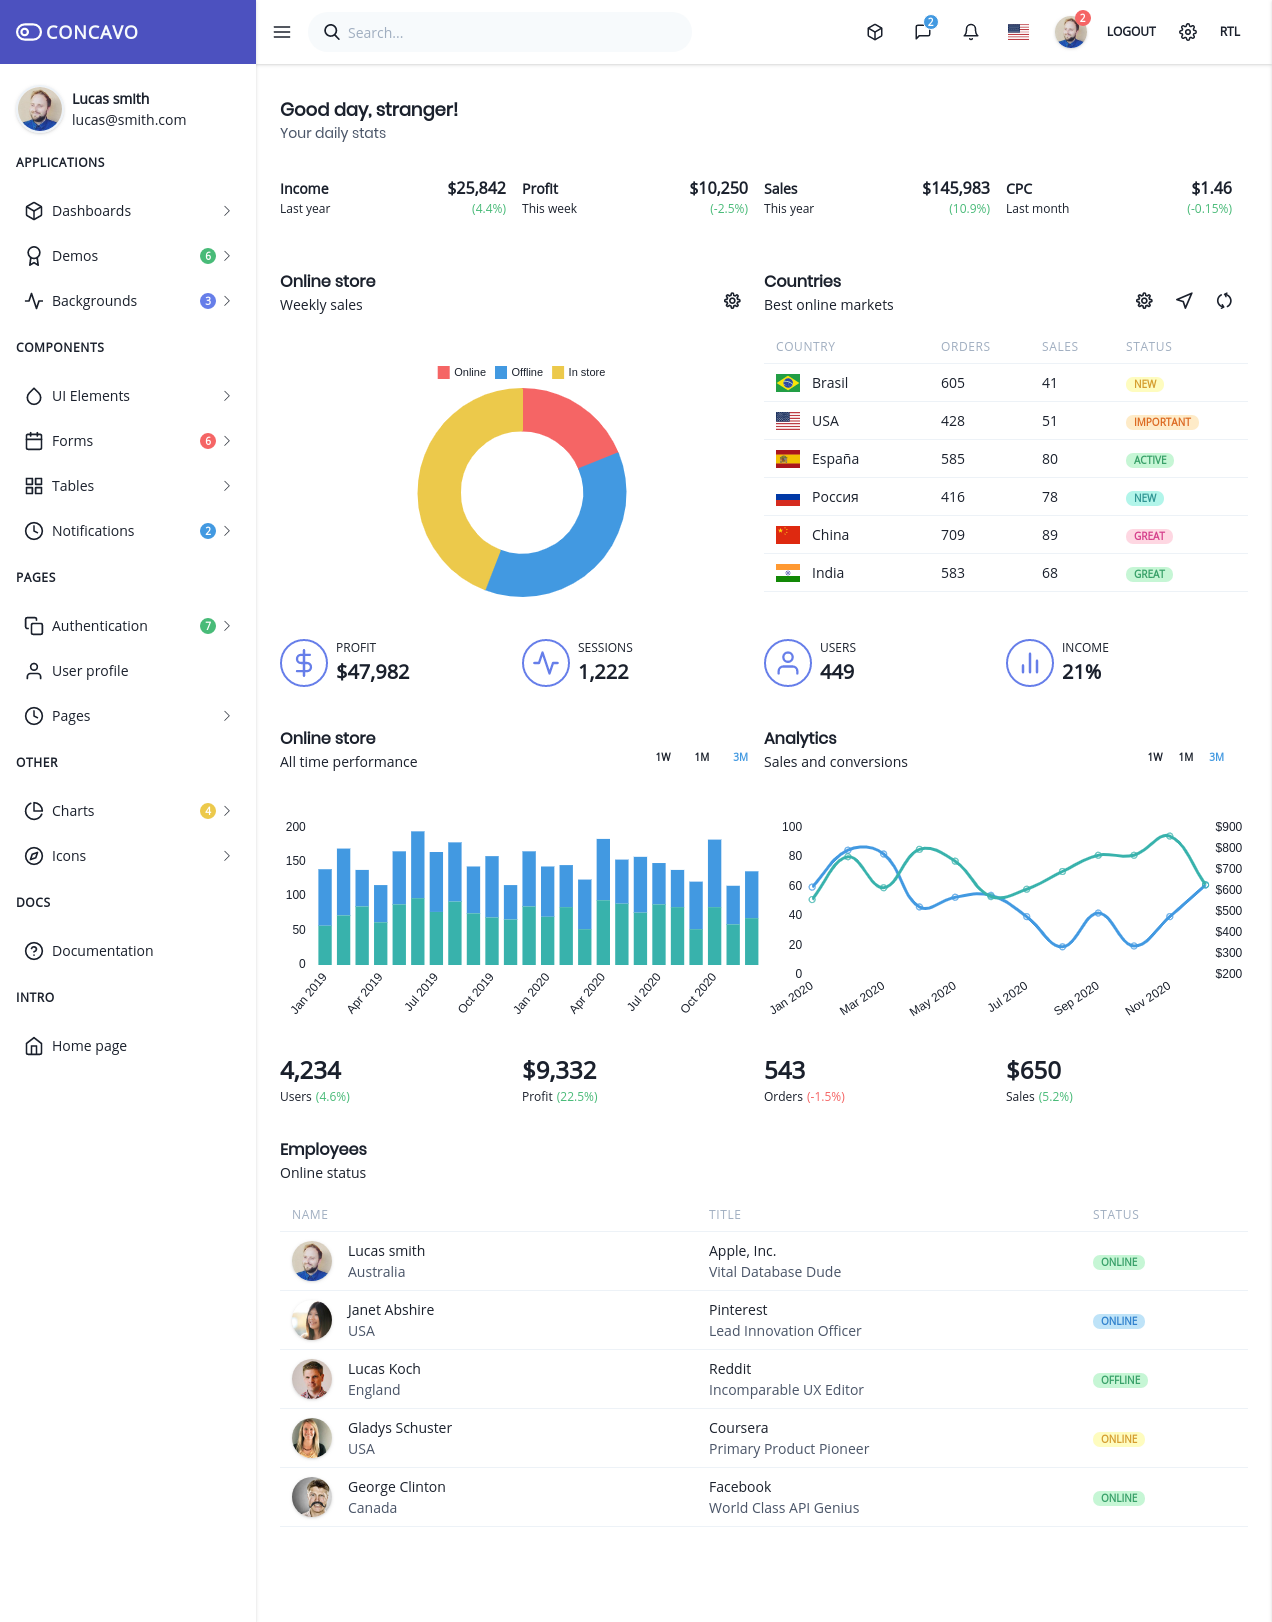 CONCAVO
Search...
2
2
LOGOUT
RTL
Lucas smith
lucas@smith.com
APPLICATIONS
Dashboards
Demos 6
Backgrounds 3
COMPONENTS
UI Elements
Forms 6
Tables
Notifications 2
PAGES
Authentication 7
User profile
Pages
OTHER
Charts 4
Icons
DOCS
Documentation
INTRO
Home page
Good day, stranger!
Your daily stats
Income $25,842
Last year (4.4%)
Profit $10,250
This week (-2.5%)
Sales $145,983
This year (10.9%)
CPC $1.46
Last month (-0.15%)
Online store
Weekly sales
Online Offline In store
Countries
Best online markets
COUNTRY ORDERS SALES STATUS
Brasil 605 41 NEW
USA 428 51 IMPORTANT
España 585 80 ACTIVE
Россия 416 78 NEW
China 709 89 GREAT
India 583 68 GREAT
PROFIT
$47,982
SESSIONS
1,222
USERS
449
INCOME
21%
Online store
All time performance
1W 1M 3M
200
150
100
50
0
Jan 2019 Apr 2019 Jul 2019 Oct 2019 Jan 2020 Apr 2020 Jul 2020 Oct 2020
Analytics
Sales and conversions
1W 1M 3M
100
80
60
40
20
0
$900
$800
$700
$600
$500
$400
$300
$200
Jan 2020 Mar 2020 May 2020 Jul 2020 Sep 2020 Nov 2020
4,234
Users (4.6%)
$9,332
Profit (22.5%)
543
Orders (-1.5%)
$650
Sales (5.2%)
Employees
Online status
NAME TITLE STATUS
Lucas smith Apple, Inc.
Australia Vital Database Dude
ONLINE
Janet Abshire Pinterest
USA Lead Innovation Officer
ONLINE
Lucas Koch Reddit
England Incomparable UX Editor
OFFLINE
Gladys Schuster Coursera
USA Primary Product Pioneer
ONLINE
George Clinton Facebook
Canada World Class API Genius
ONLINE